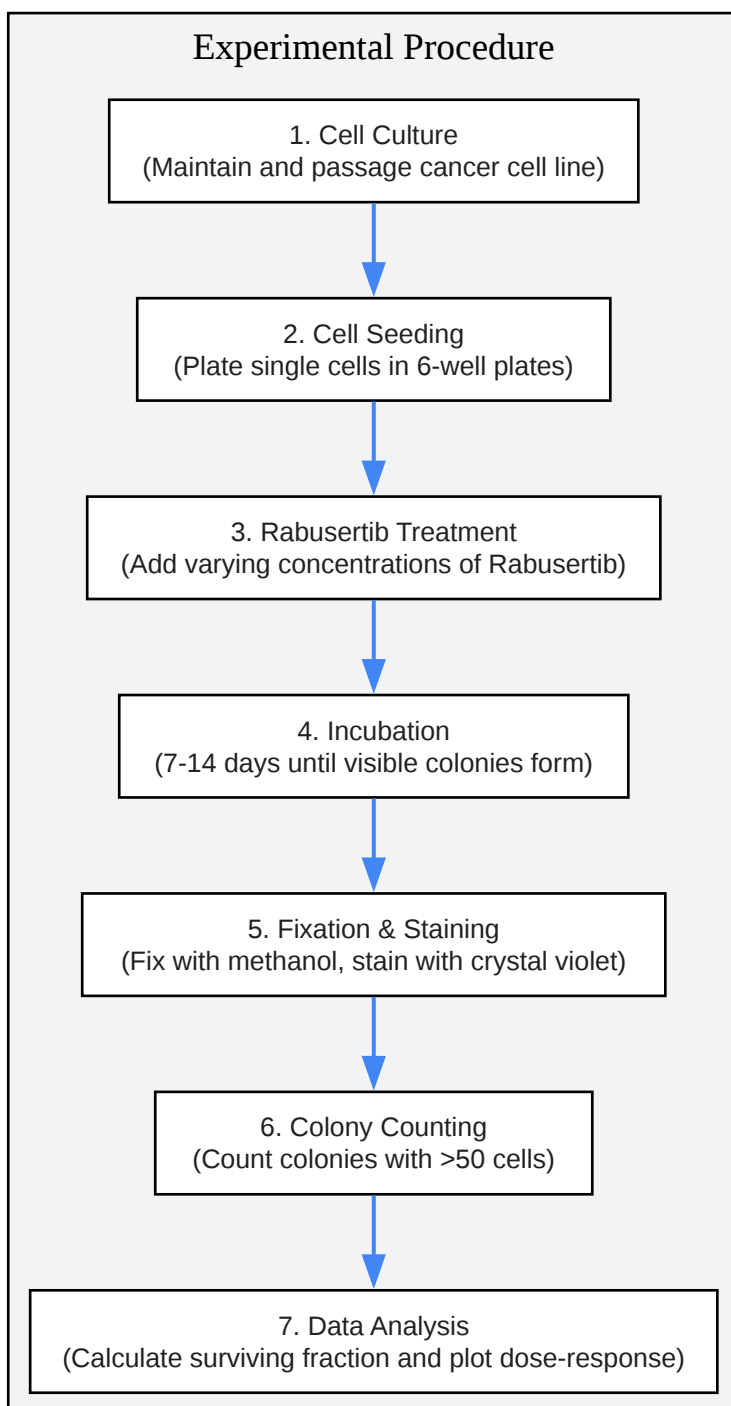 Experimental Procedure
1. Cell Culture
(Maintain and passage cancer cell line)
2. Cell Seeding
(Plate single cells in 6-well plates)
3. Rabusertib Treatment
(Add varying concentrations of Rabusertib)
4. Incubation
(7-14 days until visible colonies form)
5. Fixation & Staining
(Fix with methanol, stain with crystal violet)
6. Colony Counting
(Count colonies with >50 cells)
7. Data Analysis
(Calculate surviving fraction and plot dose-response)